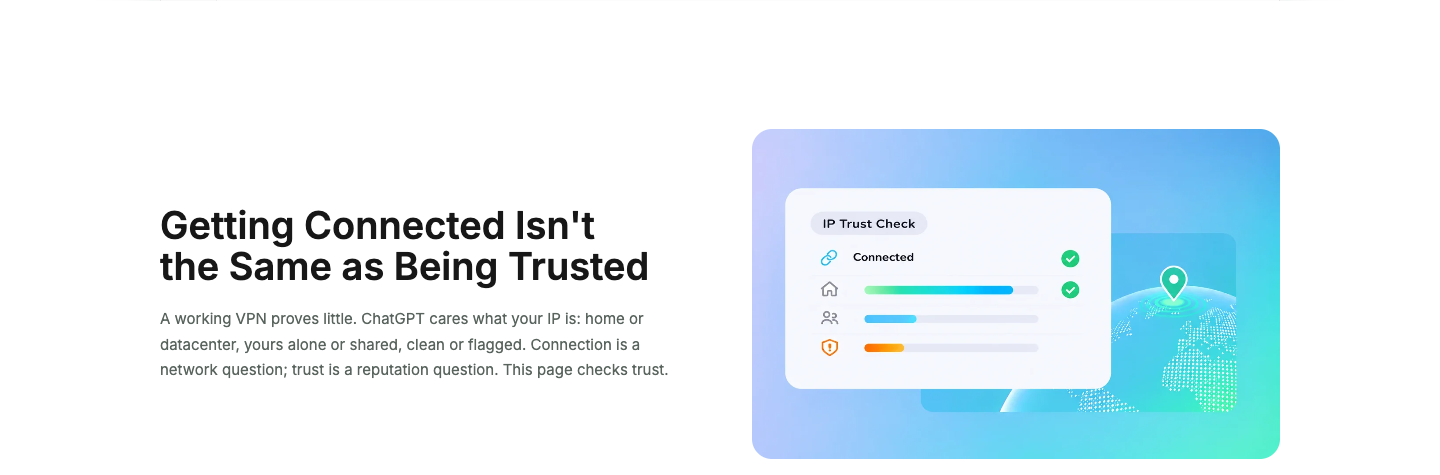 Getting Connected Isn't
the Same as Being Trusted
A working VPN proves little. ChatGPT cares what your IP is: home or
datacenter, yours alone or shared, clean or flagged. Connection is a
network question; trust is a reputation question. This page checks trust.
IP Trust Check
Connected